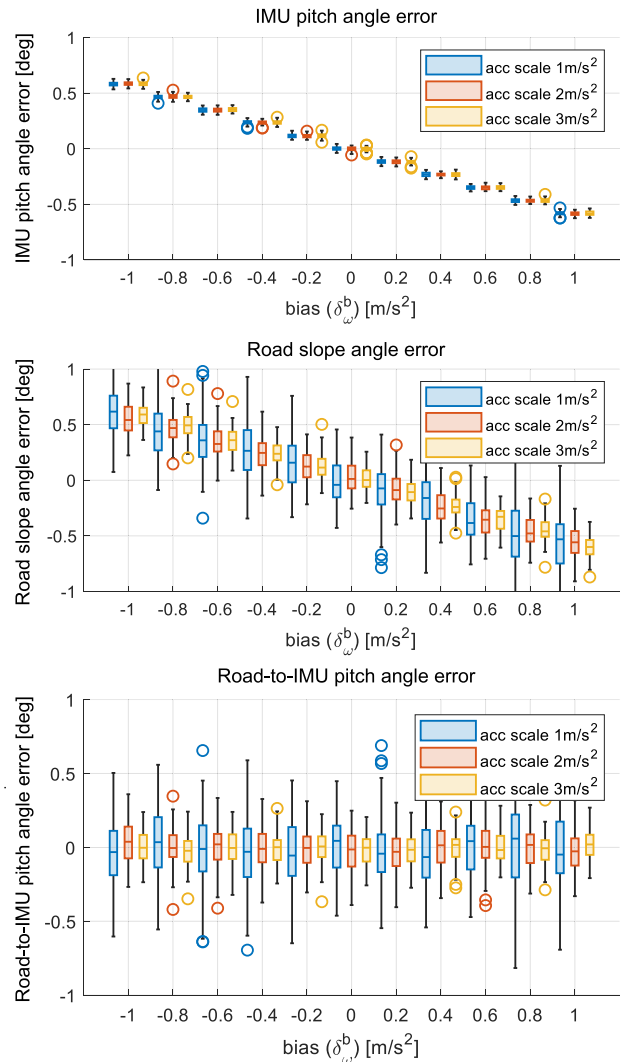 IMU pitch angle error
IMU pitch angle error [deg]
1
0.5
0
-0.5
-1
acc scale 1m/s²
acc scale 2m/s²
acc scale 3m/s²
-1 -0.8 -0.6 -0.4 -0.2 0 0.2 0.4 0.6 0.8 1
bias (δ_ω^b) [m/s²]
Road slope angle error
Road slope angle error [deg]
1
0.5
0
-0.5
-1
acc scale 1m/s²
acc scale 2m/s²
acc scale 3m/s²
-1 -0.8 -0.6 -0.4 -0.2 0 0.2 0.4 0.6 0.8 1
bias (δ_ω^b) [m/s²]
Road-to-IMU pitch angle error
Road-to-IMU pitch angle error [deg]
1
0.5
0
-0.5
-1
acc scale 1m/s²
acc scale 2m/s²
acc scale 3m/s²
-1 -0.8 -0.6 -0.4 -0.2 0 0.2 0.4 0.6 0.8 1
bias (δ_ω^b) [m/s²]